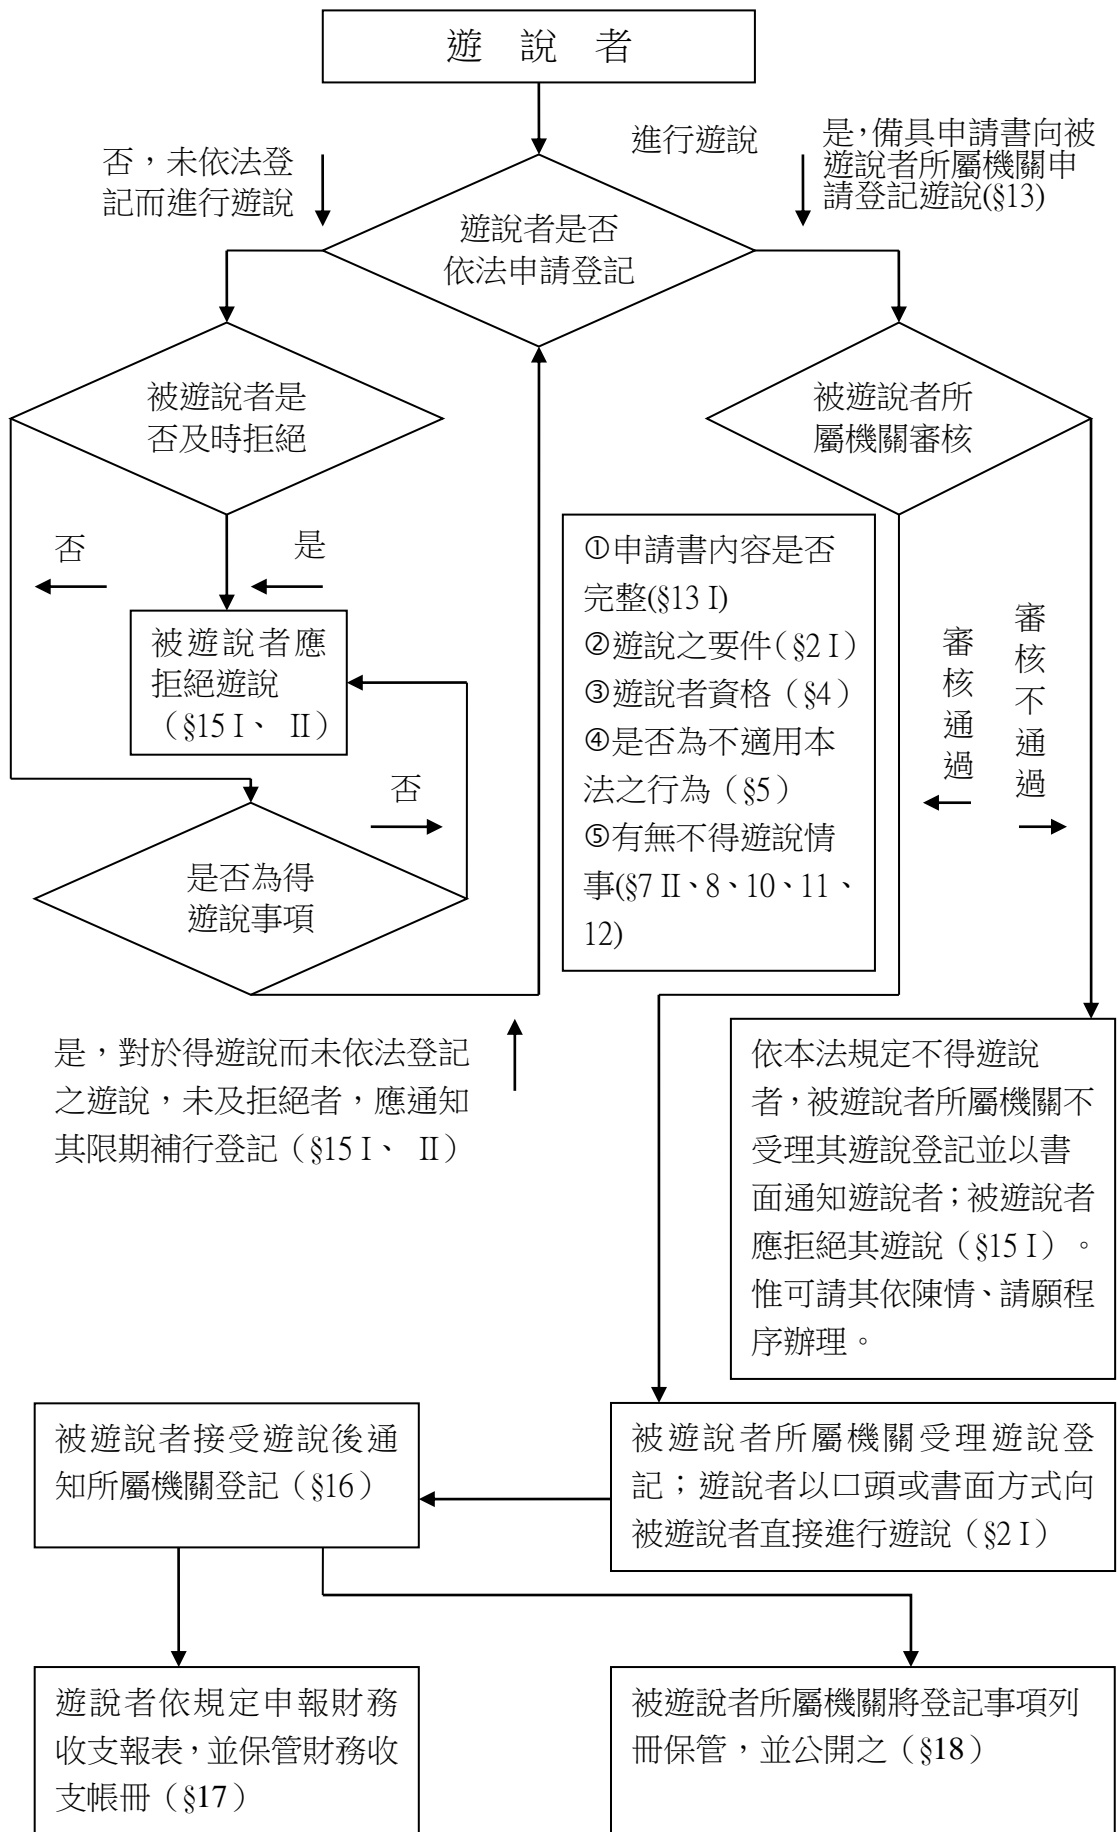 遊 說 者
進行遊說
否，未依法登
記而進行遊說
是，備具申請書向被
遊說者所屬機關申
請登記遊說(§13)
遊說者是否
依法申請登記
被遊說者是
否及時拒絕
被遊說者所
屬機關審核
否
是
被遊說者應
拒絕遊說
（§15 I、 II）
①申請書內容是否
完整(§13 I)
②遊說之要件（§2 I）
③遊說者資格（§4）
④是否為不適用本
法之行為（§5）
⑤有無不得遊說情
事(§7 II、8、10、11、
12)
審核通過
審核不通過
否
是否為得
遊說事項
是，對於得遊說而未依法登記
之遊說，未及拒絕者，應通知
其限期補行登記（§15 I、 II）
依本法規定不得遊說
者，被遊說者所屬機關不
受理其遊說登記並以書
面通知遊說者；被遊說者
應拒絕其遊說（§15 I）。
惟可請其依陳情、請願程
序辦理。
被遊說者接受遊說後通
知所屬機關登記（§16）
被遊說者所屬機關受理遊說登
記；遊說者以口頭或書面方式向
被遊說者直接進行遊說（§2 I）
遊說者依規定申報財務
收支報表，並保管財務收
支帳冊（§17）
被遊說者所屬機關將登記事項列
冊保管，並公開之（§18）